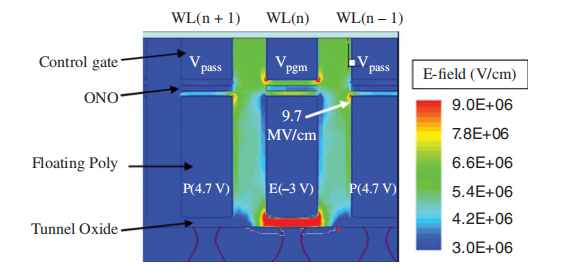 WL(n + 1) WL(n) WL(n – 1)
Control gate
Vpass Vpgm Vpass
ONO
9.7
MV/cm
Floating Poly
P(4.7 V) E(–3 V) P(4.7 V)
Tunnel Oxide
E-field (V/cm)
9.0E+06
7.8E+06
6.6E+06
5.4E+06
4.2E+06
3.0E+06